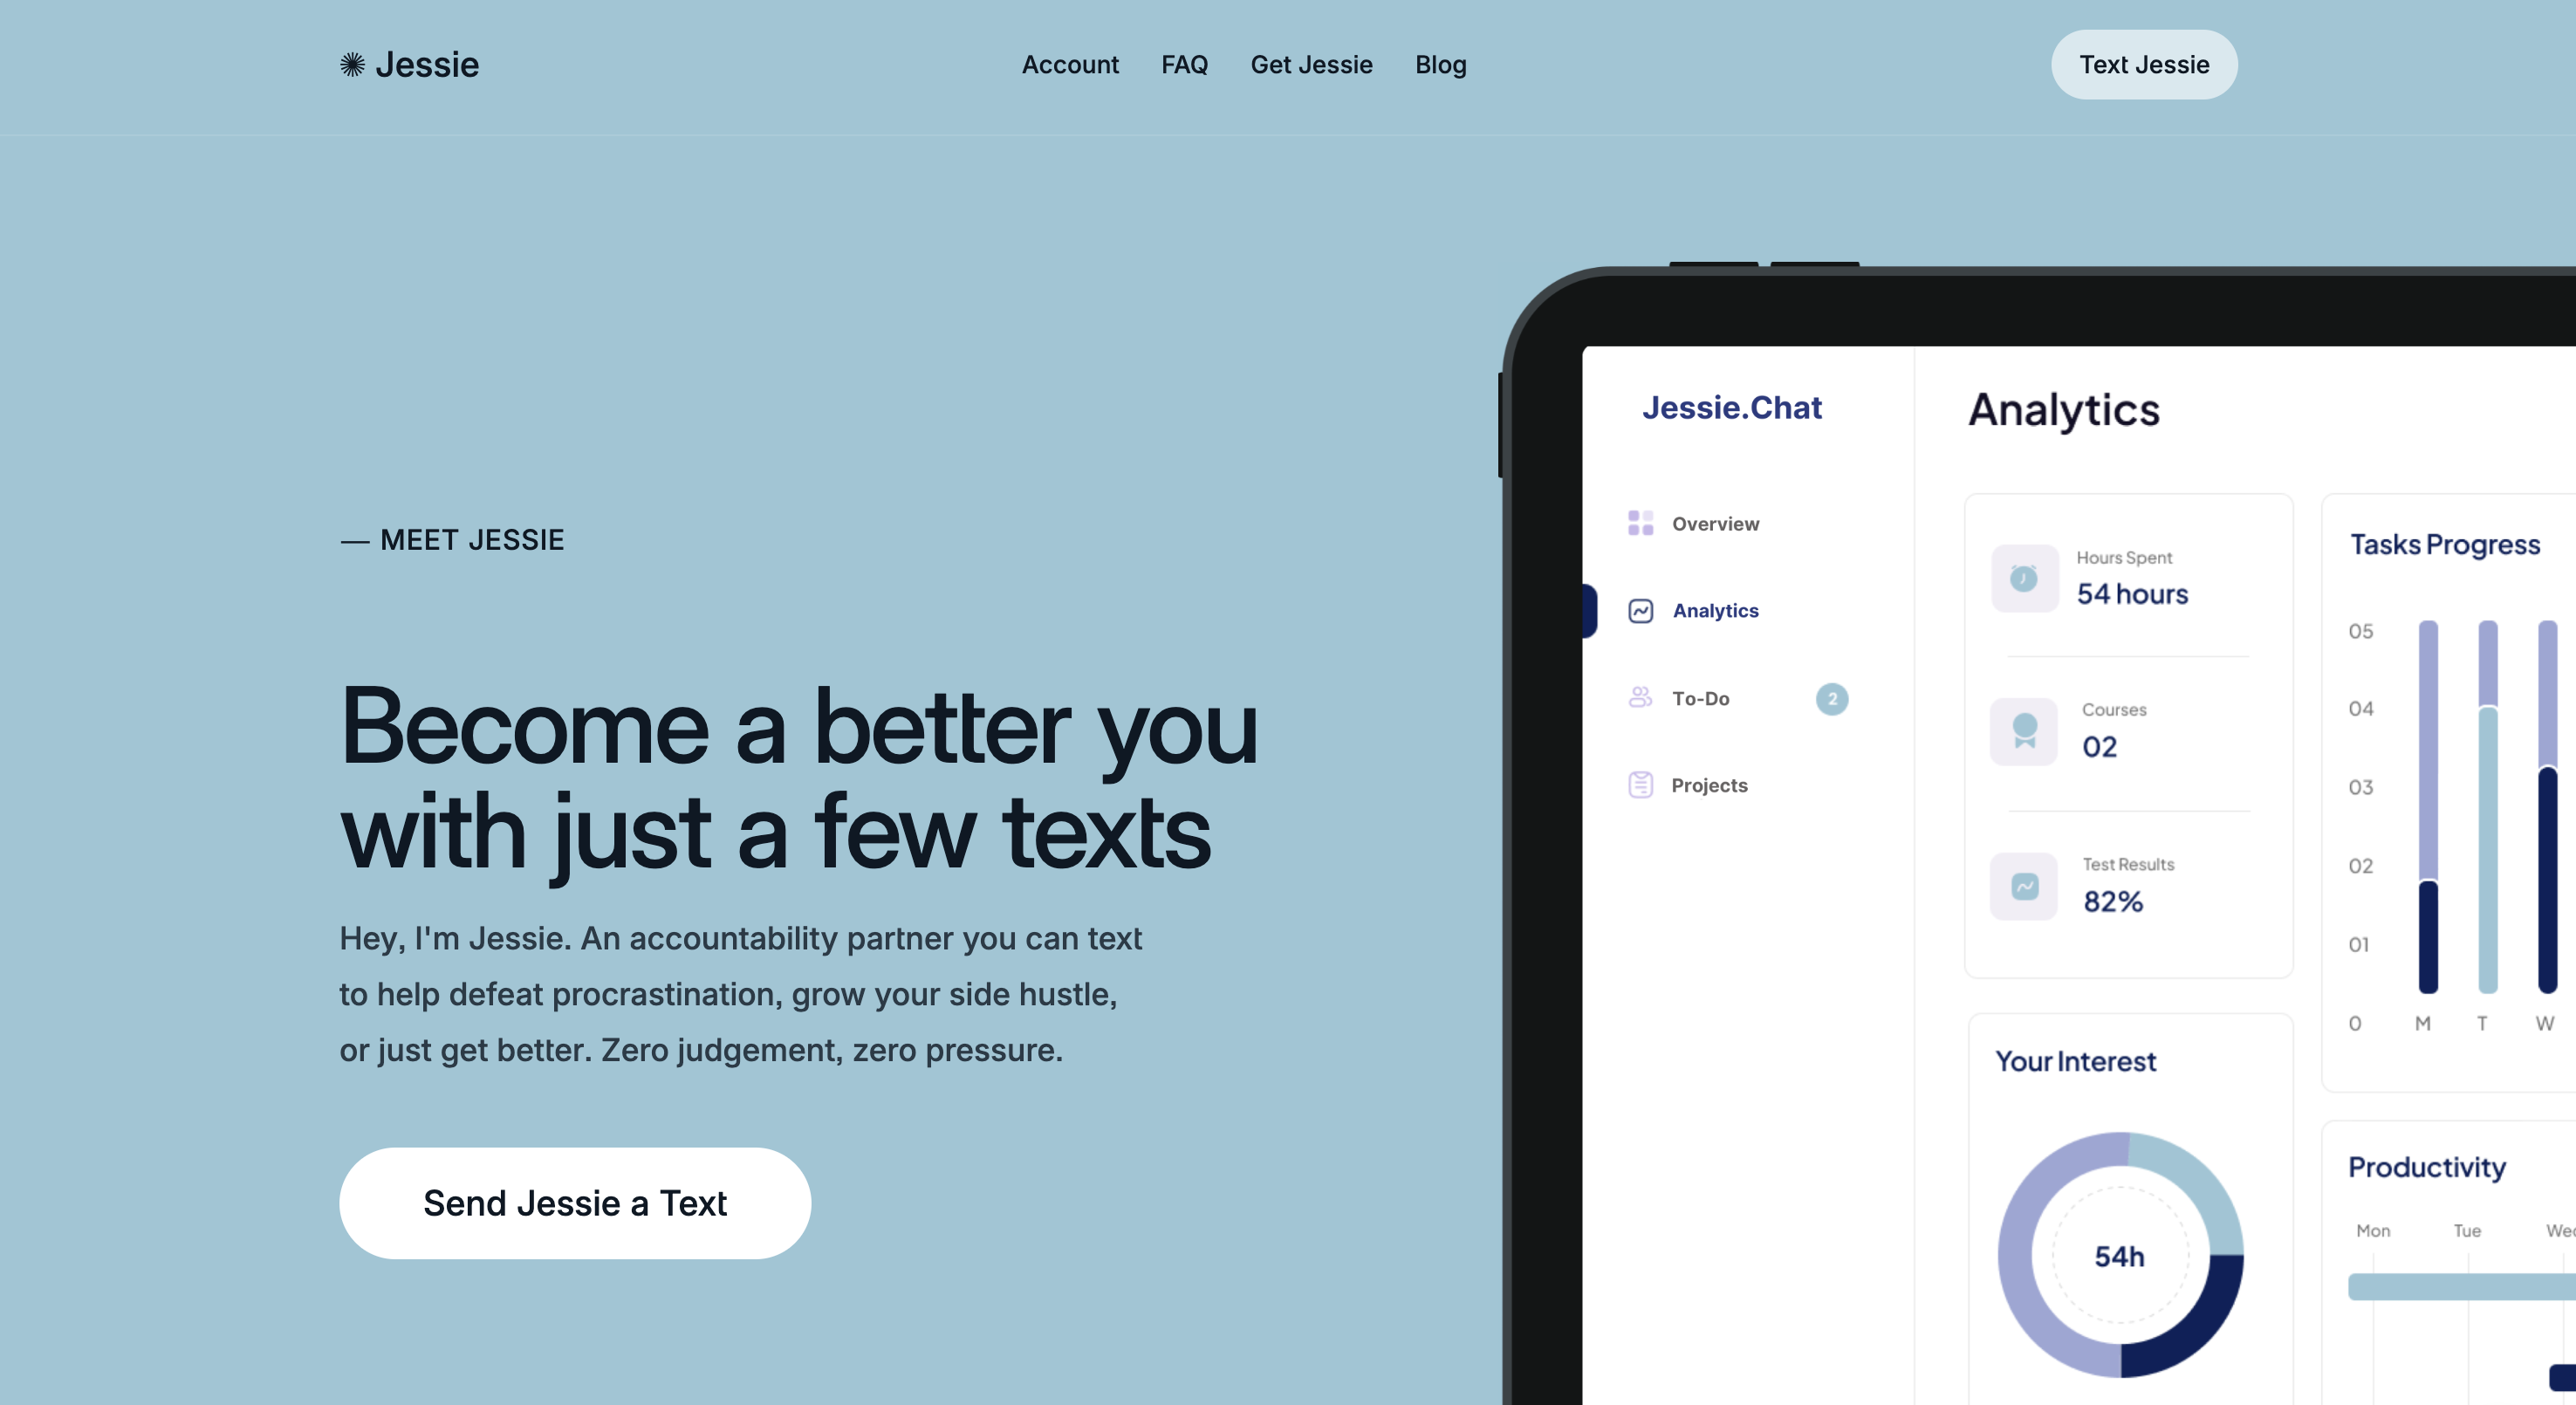 Jessie
Account FAQ Get Jessie Blog
Text Jessie
— MEET JESSIE
Become a better you
with just a few texts
Hey, I'm Jessie. An accountability partner you can text
to help defeat procrastination, grow your side hustle,
or just get better. Zero judgement, zero pressure.
Send Jessie a Text
Jessie.Chat
Overview
Analytics
To-Do 2
Projects
Analytics
Hours Spent
54 hours
Courses
02
Test Results
82%
Tasks Progress
05
04
03
02
01
0 M T W
Your Interest
54h
Productivity
Mon Tue